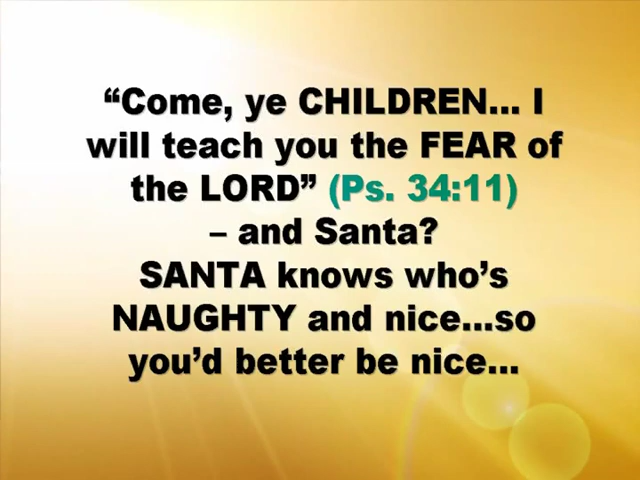 “Come, ye CHILDREN... I
will teach you the FEAR of
the LORD” (Ps. 34:11)
– and Santa?
SANTA knows who’s
NAUGHTY and nice...so
you’d better be nice...